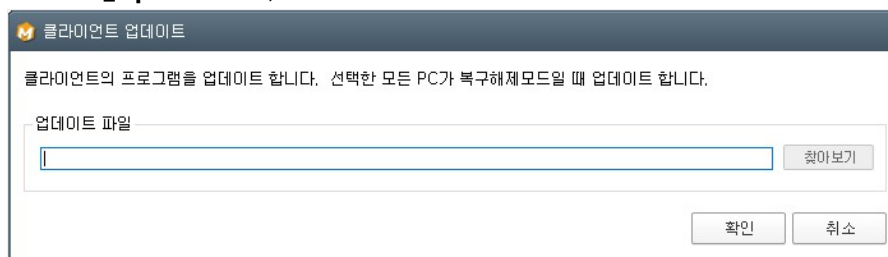 클라이언트 업데이트
클라이언트의 프로그램을 업데이트 합니다. 선택한 모든 PC가 복구해제모드일 때 업데이트 합니다.
업데이트 파일
찾아보기
확인 취소